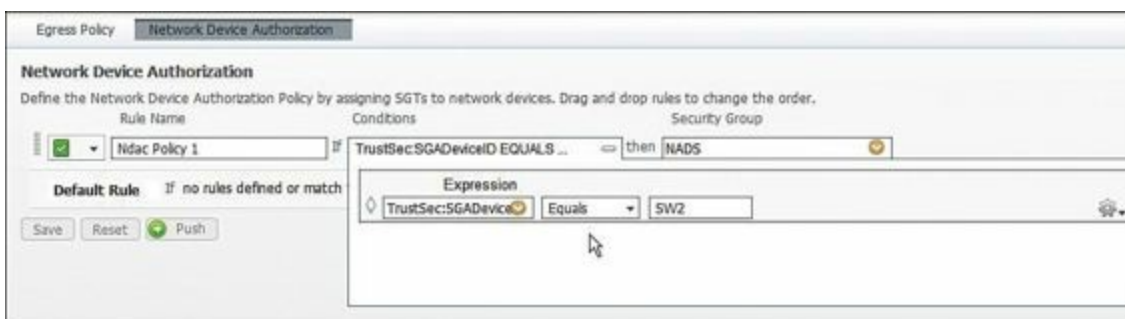 Egress Policy Network Device Authorization
Network Device Authorization
Define the Network Device Authorization Policy by assigning SGTs to network devices. Drag and drop rules to change the order.
Rule Name Conditions Security Group
Ndac Policy 1 If TrustSec:SGADeviceID EQUALS ... then NADS
Expression
Default Rule If no rules defined or match
TrustSec:SGADevice Equals SW2
Save Reset Push